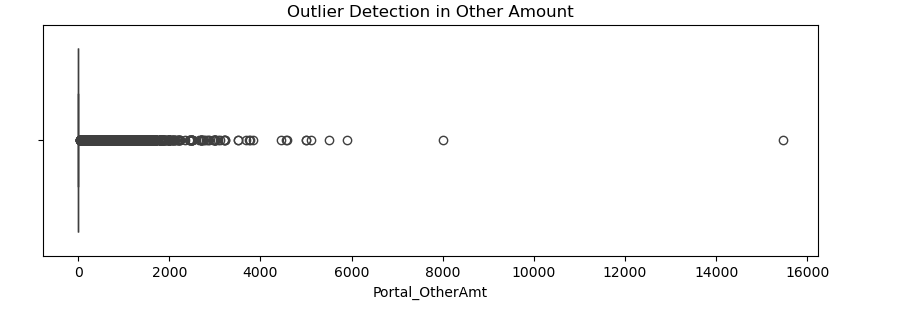 Outlier Detection in Other Amount
0 2000 4000 6000 8000 10000 12000 14000 16000
Portal_OtherAmt